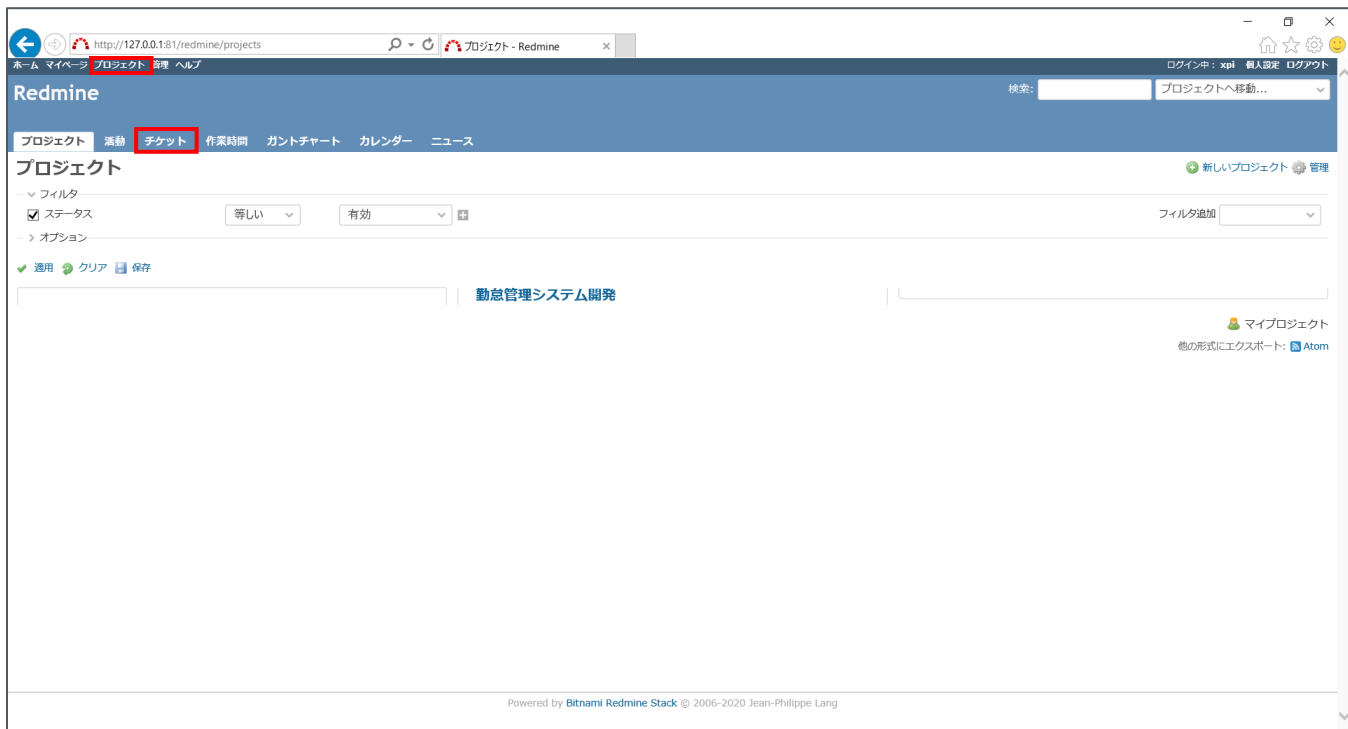 http://127.0.0.1:81/redmine/projects
プロジェクト - Redmine
ホーム マイページ プロジェクト 管理 ヘルプ
ログイン中： xpi 個人設定 ログアウト
Redmine
検索:
プロジェクトへ移動...
プロジェクト 活動 チケット 作業時間 ガントチャート カレンダー ニュース
プロジェクト
新しいプロジェクト 管理
フィルタ
ステータス 等しい 有効
フィルタ追加
オプション
適用 クリア 保存
勤怠管理システム開発
マイプロジェクト
他の形式にエクスポート: Atom
Powered by Bitnami Redmine Stack © 2006-2020 Jean-Philippe Lang